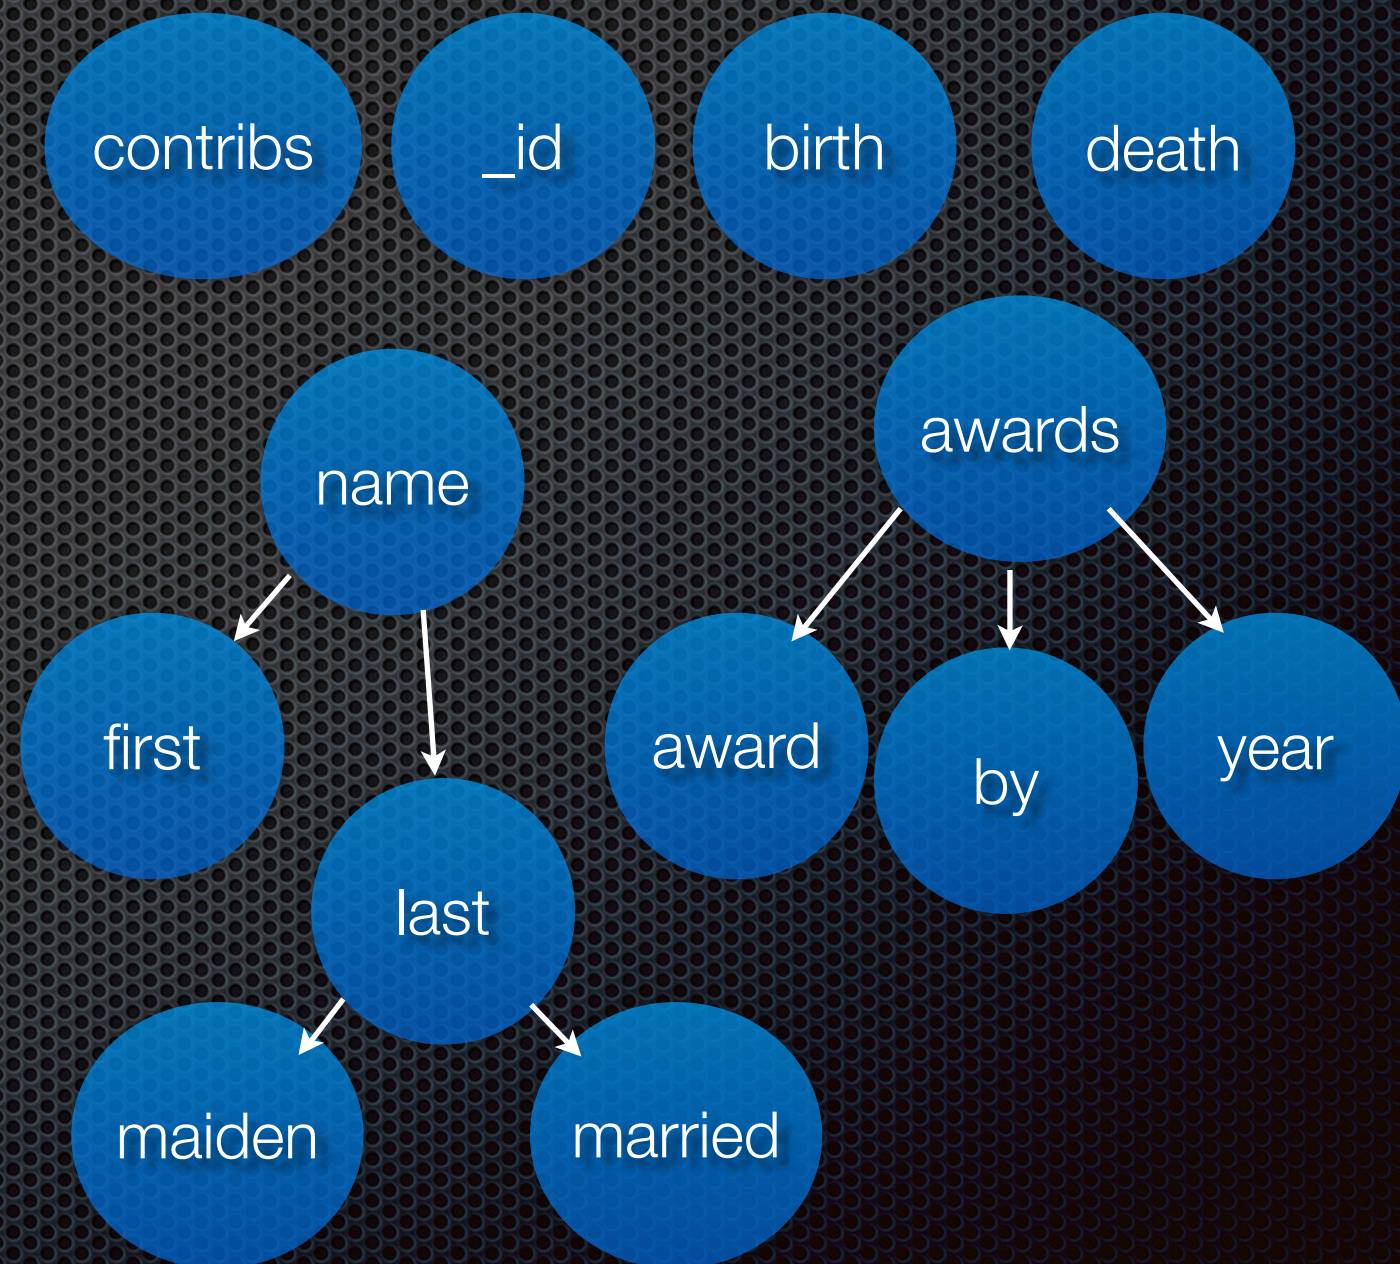 contribs
_id
birth
death
awards
name
first
award
by
year
last
maiden
married